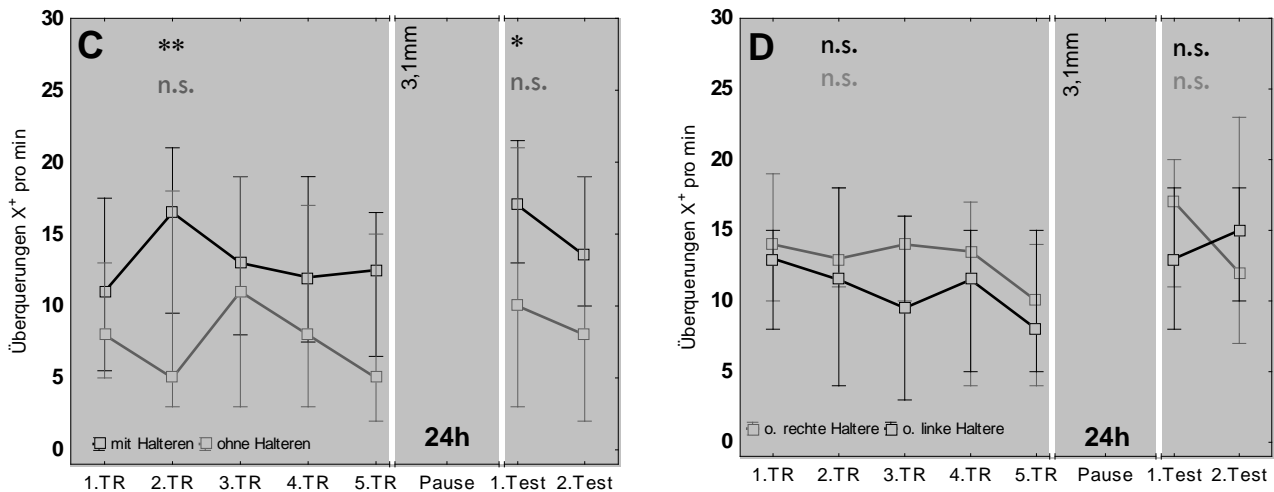 C
**
n.s.
3,1mm
*
n.s.
30
25
20
15
10
5
0
Überquerungen X⁺ pro min
mit Halteren ohne Halteren
24h
1.TR 2.TR 3.TR 4.TR 5.TR Pause 1.Test 2.Test
D
n.s.
n.s.
3,1mm
n.s.
n.s.
30
25
20
15
10
5
0
Überquerungen X⁺ pro min
o. rechte Haltere o. linke Haltere
24h
1.TR 2.TR 3.TR 4.TR 5.TR Pause 1.Test 2.Test